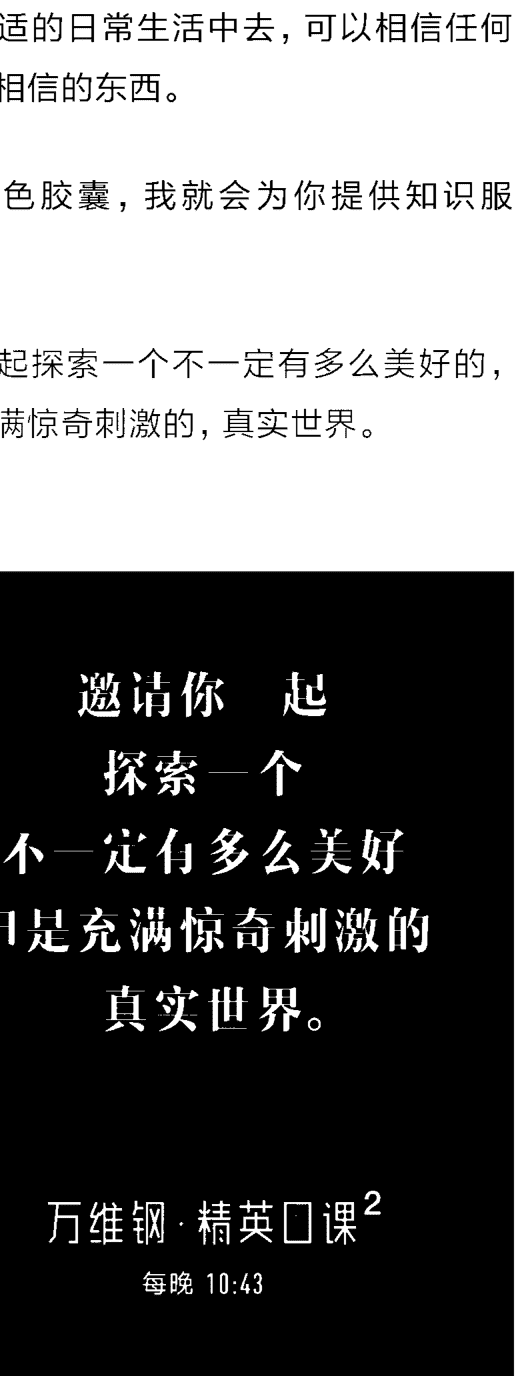 适的日常生活中去，可以相信任何
相信的东西。
色胶囊，我就会为你提供知识服
起探索一个不一定有多么美好的，
满惊奇刺激的，真实世界。
邀请你 起
探索一个
不一定有多么美好
是充满惊奇刺激的
真实世界。
万维钢·精英日课2
每晚 10:43